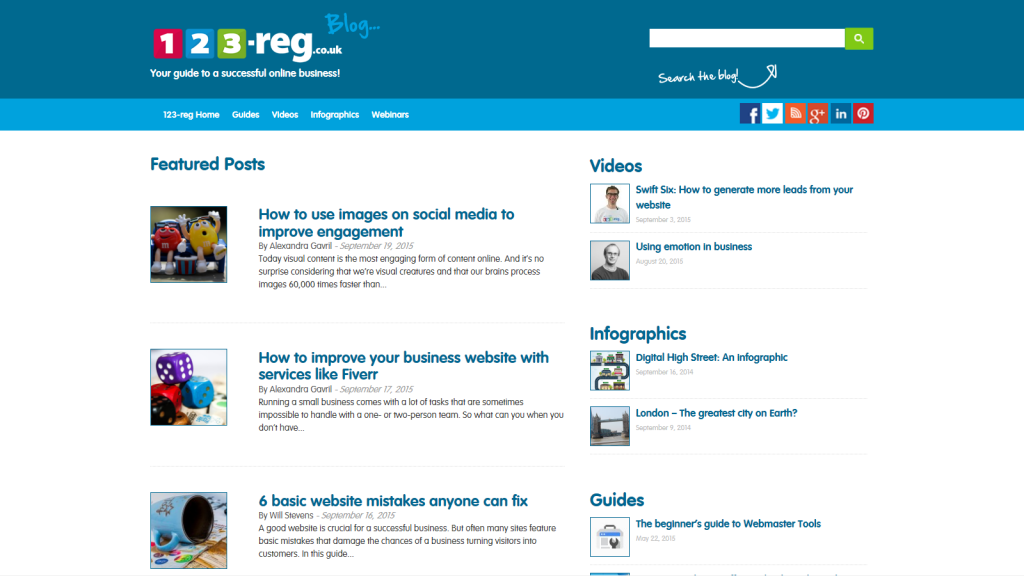 Blog...
123-reg.co.uk
Your guide to a successful online business!
Search the blog!
123-reg Home Guides Videos Infographics Webinars
Featured Posts
How to use images on social media to
improve engagement
By Alexandra Gavril - September 19, 2015
Today visual content is the most engaging form of content online. And it's no
surprise considering that we're visual creatures and that our brains process
images 60,000 times faster than...
How to improve your business website with
services like Fiverr
By Alexandra Gavril - September 17, 2015
Running a small business comes with a lot of tasks that are sometimes
impossible to handle with a one- or two-person team. So what can you when you
don't have...
6 basic website mistakes anyone can fix
By Will Stevens - September 16, 2015
A good website is crucial for a successful business. But often many sites feature
basic mistakes that damage the chances of a business turning visitors into
customers. In this guide...
Videos
Swift Six: How to generate more leads from your
website
September 3, 2015
Using emotion in business
August 20, 2015
Infographics
Digital High Street: An infographic
September 16, 2014
London – The greatest city on Earth?
September 9, 2014
Guides
The beginner's guide to Webmaster Tools
May 22, 2015